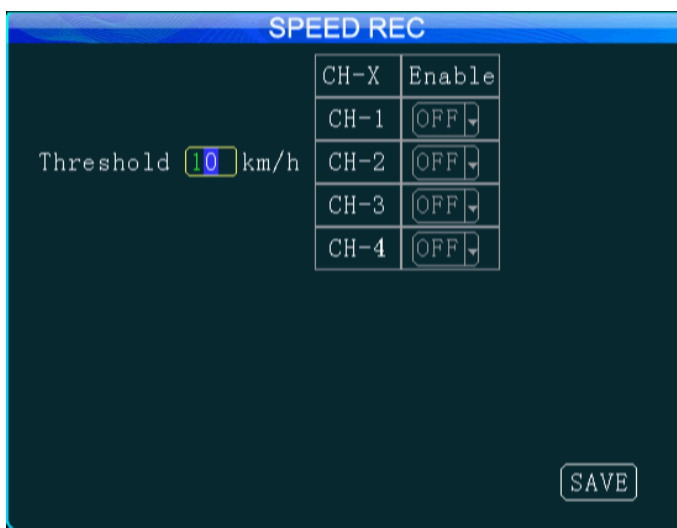 SPEED REC
CH-X Enable
CH-1 OFF
Threshold 10 km/h CH-2 OFF
CH-3 OFF
CH-4 OFF
SAVE